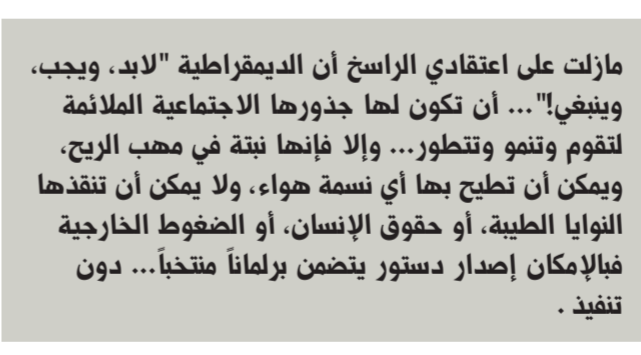 مازلت على اعتقادي الراسخ أن الديمقراطية "لابد، ويجب،
وينبغي!"... أن تكون لها جذورها الاجتماعية الملائمة
لتقوم وتنمو وتتطور... وإلا فإنها نبتة في مهب الريح،
ويمكن أن تطيح بها أي نسمة هواء، ولا يمكن أن تنقذها
النوايا الطيبة، أو حقوق الإنسان، أو الضغوط الخارجية
فبالإمكان إصدار دستور يتضمن برلماناً منتخباً... دون
تنفيذ .